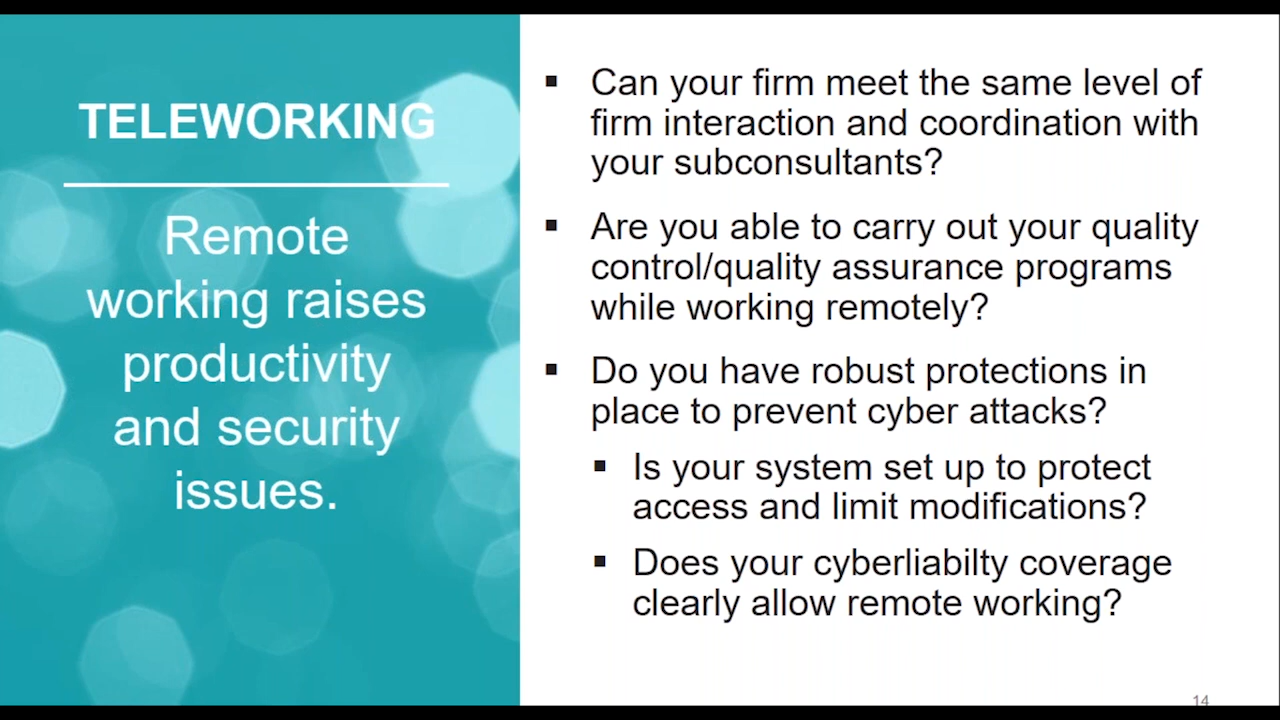 TELEWORKING
Remote
working raises
productivity
and security
issues.
▪ Can your firm meet the same level of
firm interaction and coordination with
your subconsultants?
▪ Are you able to carry out your quality
control/quality assurance programs
while working remotely?
▪ Do you have robust protections in
place to prevent cyber attacks?
▪ Is your system set up to protect
access and limit modifications?
▪ Does your cyberliabilty coverage
clearly allow remote working?
14